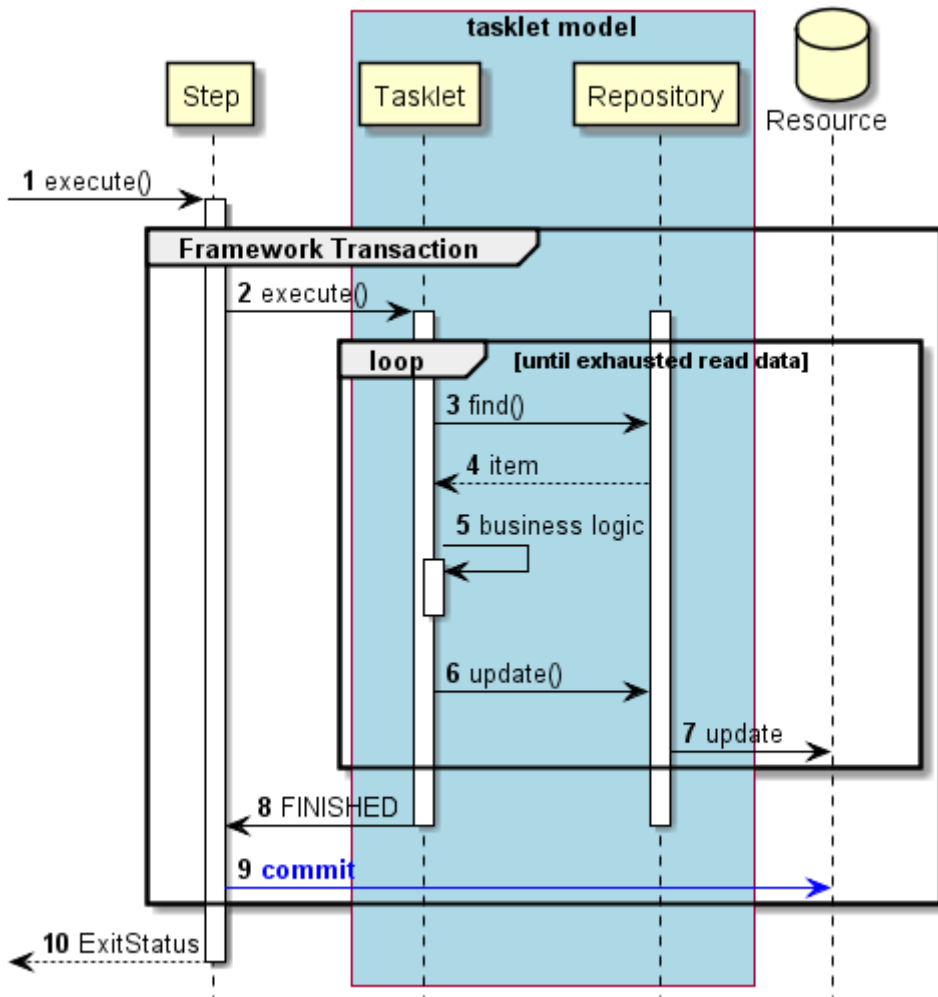 tasklet model
Step
Tasklet
Repository
Resource
1 execute()
Framework Transaction
2 execute()
loop [until exhausted read data]
3 find()
4 item
5 business logic
6 update()
7 update
8 FINISHED
9 commit
10 ExitStatus